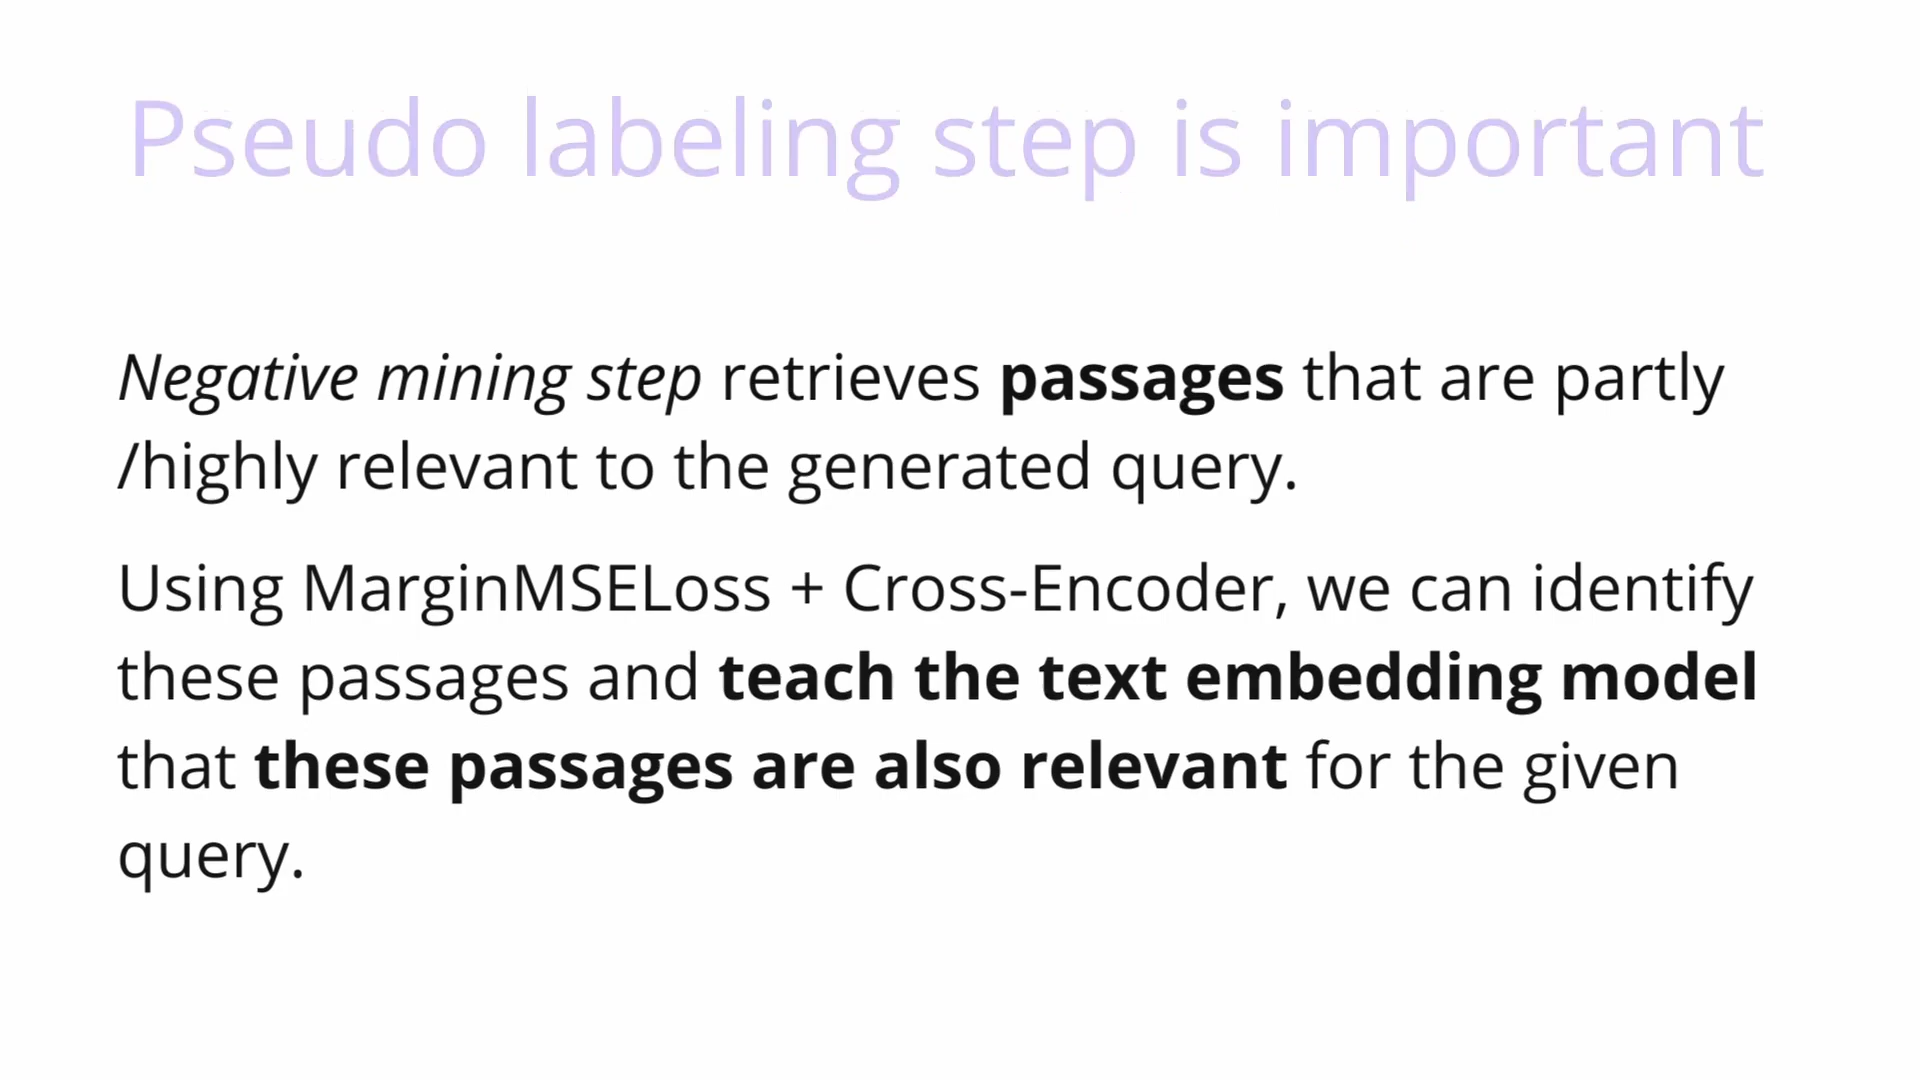 Pseudo labeling step is important
Negative mining step retrieves passages that are partly
/highly relevant to the generated query.
Using MarginMSELoss + Cross-Encoder, we can identify
these passages and teach the text embedding model
that these passages are also relevant for the given
query.